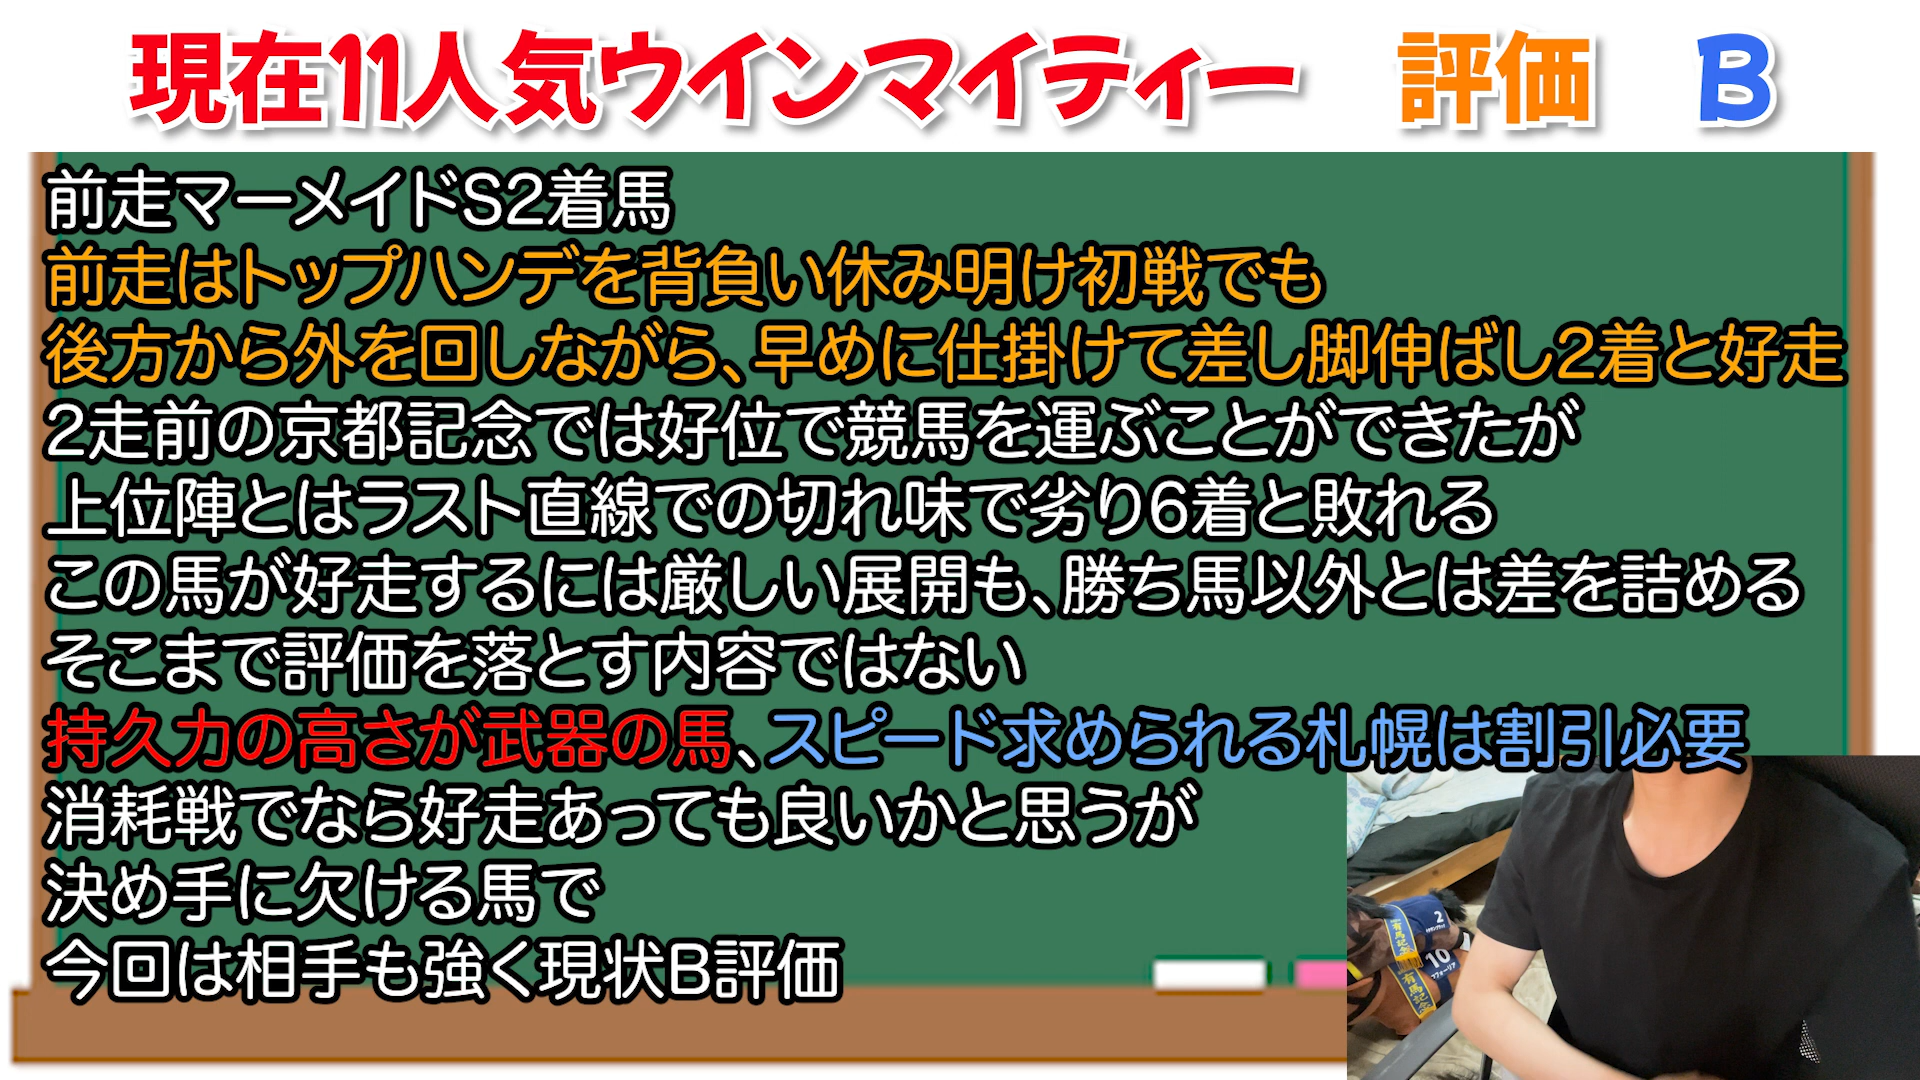 現在11人気ウインマイティー　評価　B
前走マーメイドS2着馬
前走はトップハンデを背負い休み明け初戦でも
後方から外を回しながら、早めに仕掛けて差し脚伸ばし2着と好走
2走前の京都記念では好位で競馬を運ぶことができたが
上位陣とはラスト直線での切れ味で劣り6着と敗れる
この馬が好走するには厳しい展開も、勝ち馬以外とは差を詰める
そこまで評価を落とす内容ではない
持久力の高さが武器の馬、スピード求められる札幌は割引必要
消耗戦でなら好走あっても良いかと思うが
決め手に欠ける馬で
今回は相手も強く現状B評価
2
有馬記念
10
有馬記念